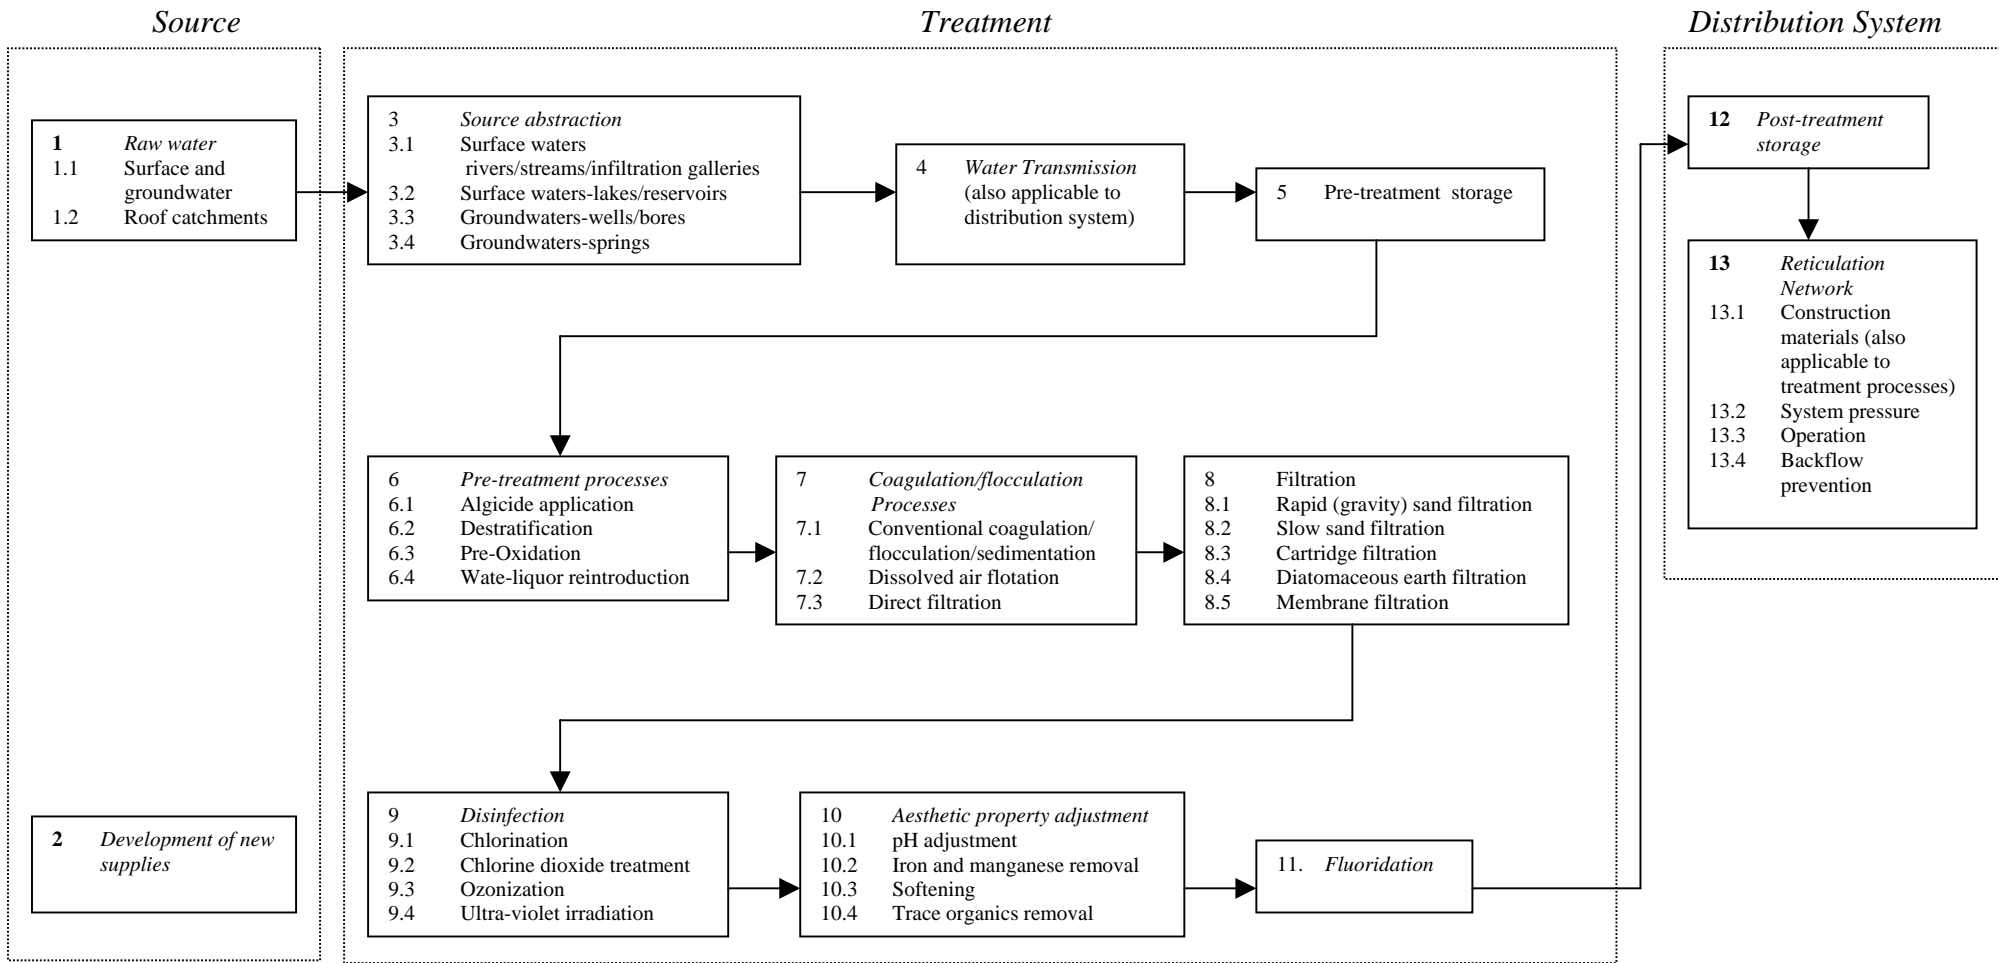 Source
Treatment
Distribution System
1 Raw water
1.1 Surface and
groundwater
1.2 Roof catchments
2 Development of new
supplies
3 Source abstraction
3.1 Surface waters
rivers/streams/infiltration galleries
3.2 Surface waters-lakes/reservoirs
3.3 Groundwaters-wells/bores
3.4 Groundwaters-springs
4 Water Transmission
(also applicable to
distribution system)
5 Pre-treatment storage
6 Pre-treatment processes
6.1 Algicide application
6.2 Destratification
6.3 Pre-Oxidation
6.4 Wate-liquor reintroduction
7 Coagulation/flocculation
Processes
7.1 Conventional coagulation/
flocculation/sedimentation
7.2 Dissolved air flotation
7.3 Direct filtration
8 Filtration
8.1 Rapid (gravity) sand filtration
8.2 Slow sand filtration
8.3 Cartridge filtration
8.4 Diatomaceous earth filtration
8.5 Membrane filtration
9 Disinfection
9.1 Chlorination
9.2 Chlorine dioxide treatment
9.3 Ozonization
9.4 Ultra-violet irradiation
10 Aesthetic property adjustment
10.1 pH adjustment
10.2 Iron and manganese removal
10.3 Softening
10.4 Trace organics removal
11. Fluoridation
12 Post-treatment
storage
13 Reticulation
Network
13.1 Construction
materials (also
applicable to
treatment processes)
13.2 System pressure
13.3 Operation
13.4 Backflow
prevention